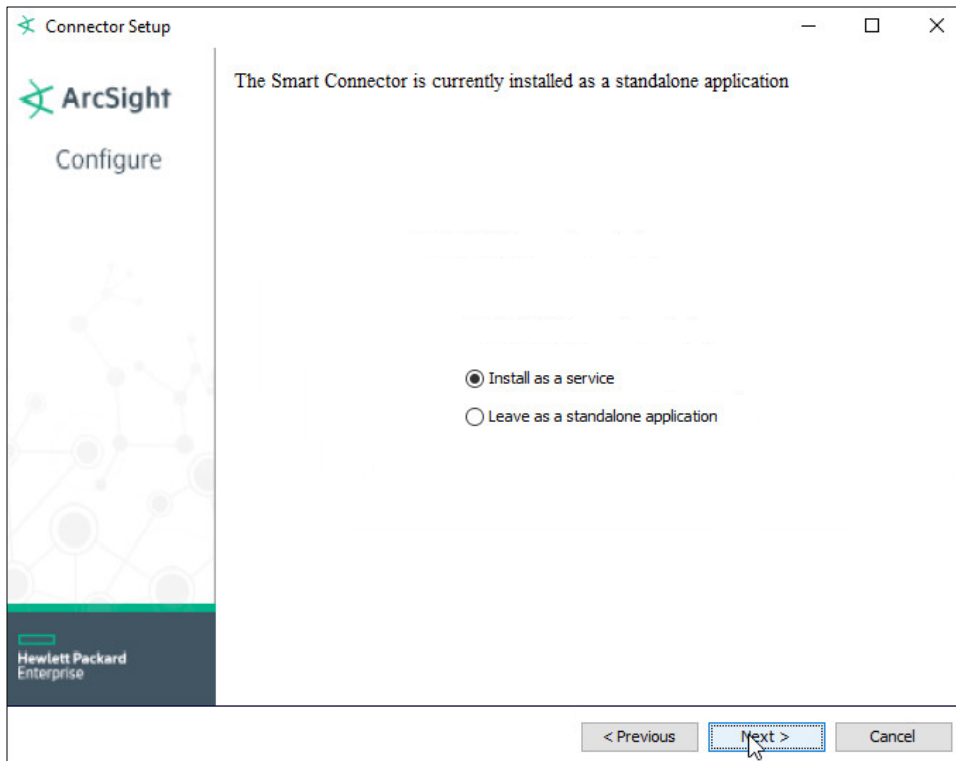 Connector Setup
ArcSight
Configure
The Smart Connector is currently installed as a standalone application
Install as a service
Leave as a standalone application
Hewlett Packard
Enterprise
< Previous
Next >
Cancel